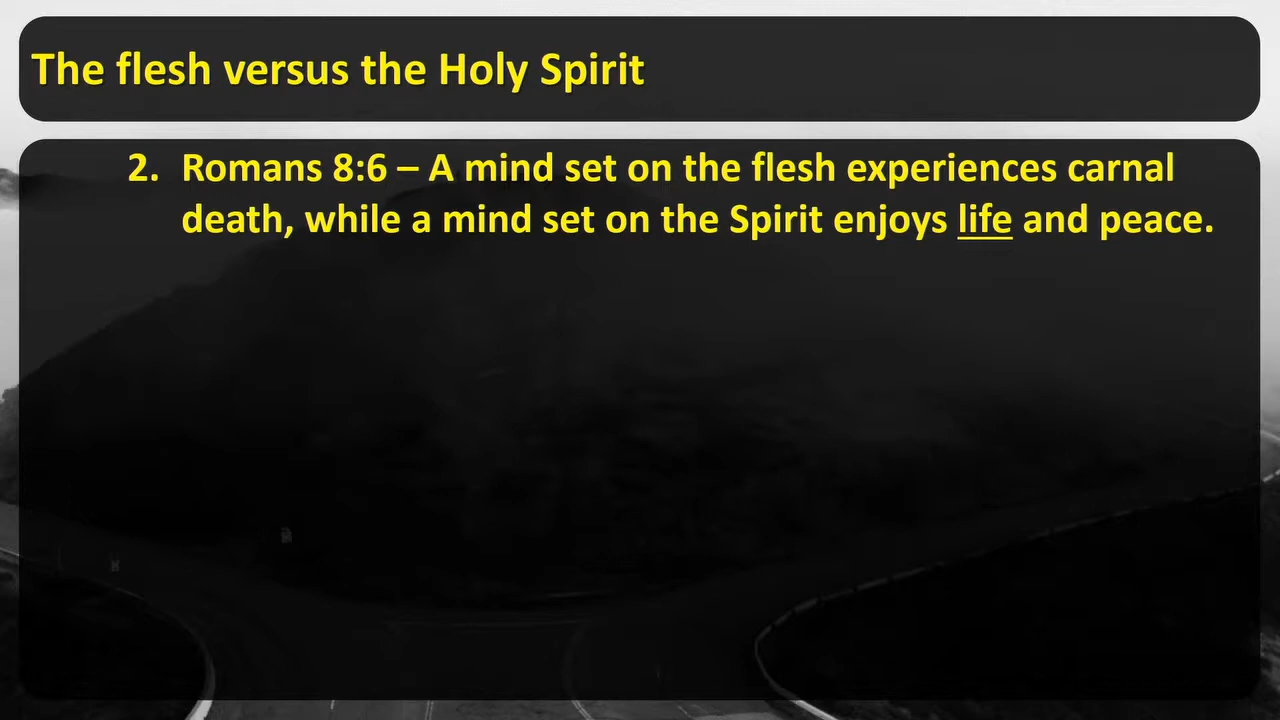 The flesh versus the Holy Spirit
2. Romans 8:6 – A mind set on the flesh experiences carnal
death, while a mind set on the Spirit enjoys life and peace.